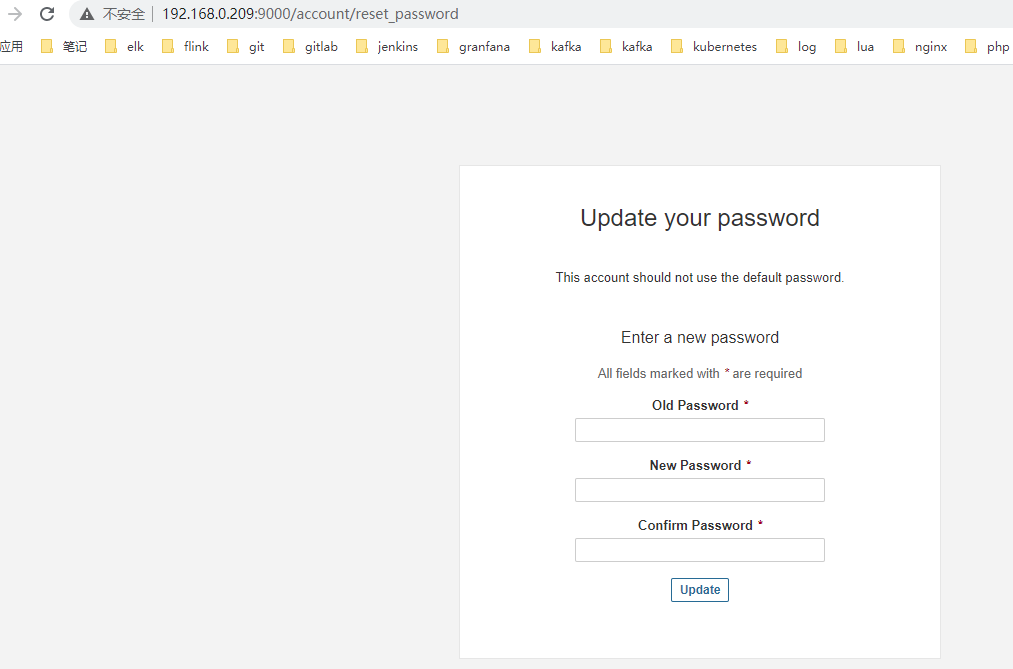 不安全 192.168.0.209:9000/account/reset_password
应用 笔记 elk flink git gitlab jenkins granfana kafka kafka kubernetes log lua nginx php
Update your password
This account should not use the default password.
Enter a new password
All fields marked with * are required
Old Password *
New Password *
Confirm Password *
Update